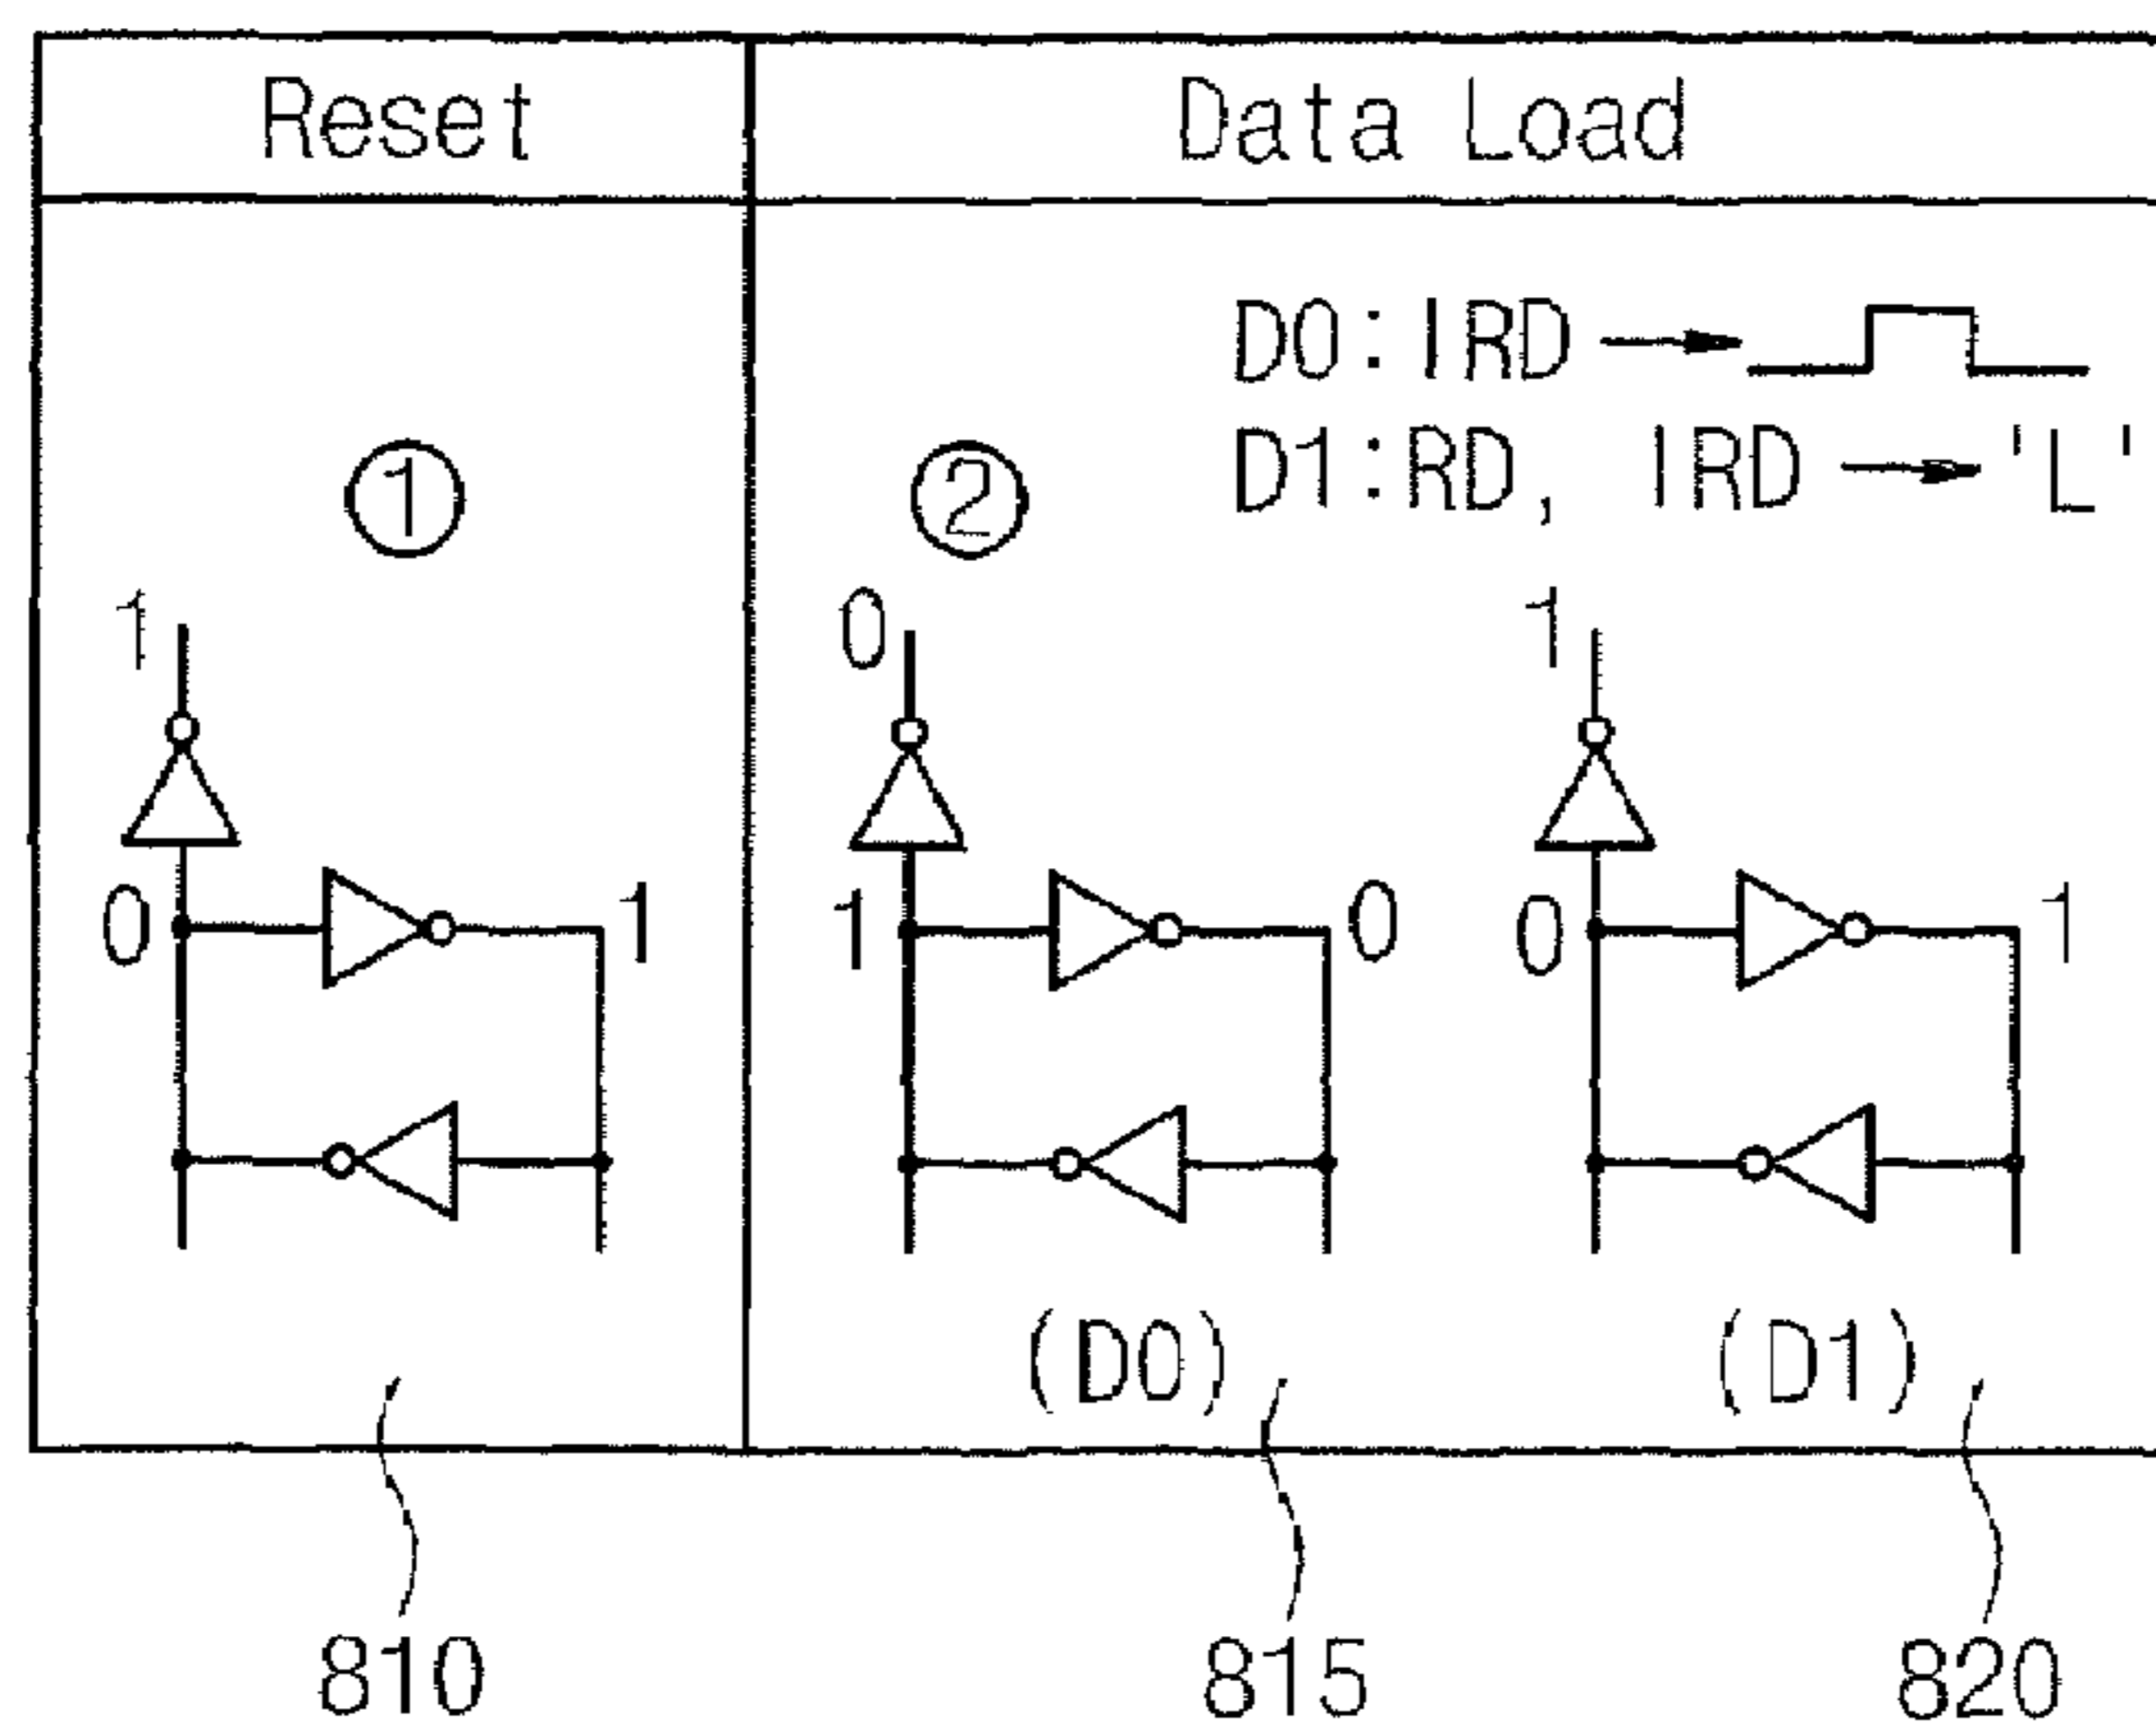 Reset
Data Load
D0:IRD
D1:RD, IRD → 'L'
①
②
1
0
1
0
1
1
0
0
1
(D0)
(D1)
810
815
820